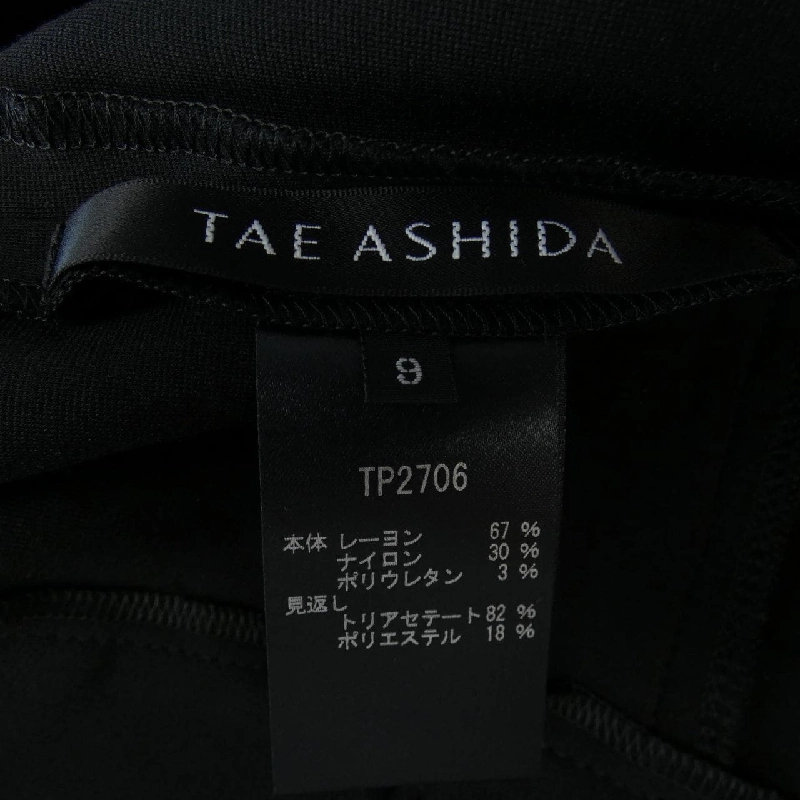 TAE ASHIDA
9
TP2706
本体 レーヨン 67 %
ナイロン 30 %
ポリウレタン 3 %
見返し
トリアセテート 82 %
ポリエステル 18 %